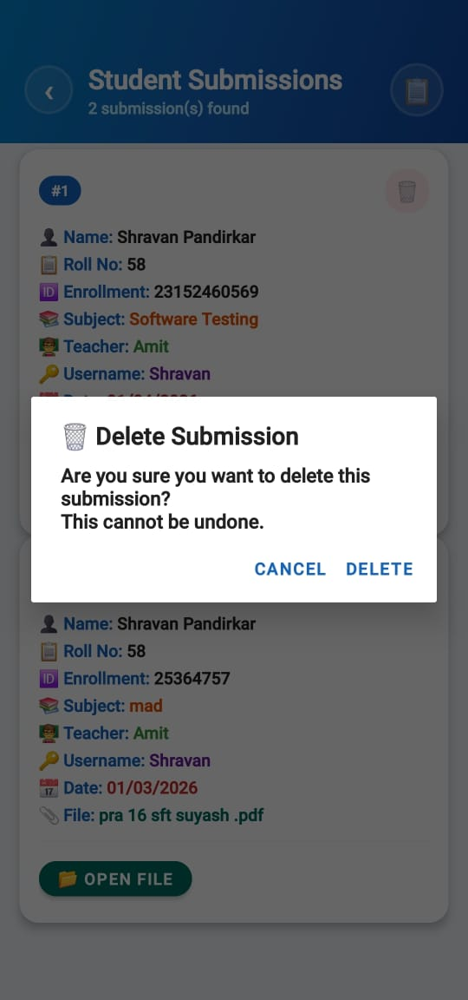 Student Submissions
2 submission(s) found
#1
Name: Shravan Pandirkar
Roll No: 58
ID Enrollment: 23152460569
Subject: Software Testing
Teacher: Amit
Username: Shravan
Delete Submission
Are you sure you want to delete this
submission?
This cannot be undone.
CANCEL DELETE
Name: Shravan Pandirkar
Roll No: 58
ID Enrollment: 25364757
Subject: mad
Teacher: Amit
Username: Shravan
17 Date: 01/03/2026
File: pra 16 sft suyash .pdf
OPEN FILE